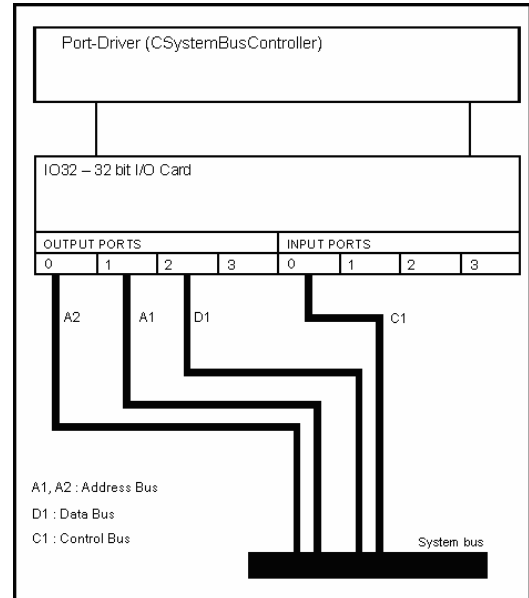 Port-Driver (CSystemBusController)
IO32 – 32 bit I/O Card
OUTPUT PORTS INPUT PORTS
0 1 2 3 0 1 2 3
A2 A1 D1 C1
A1, A2 : Address Bus
D1 : Data Bus
C1 : Control Bus
System bus